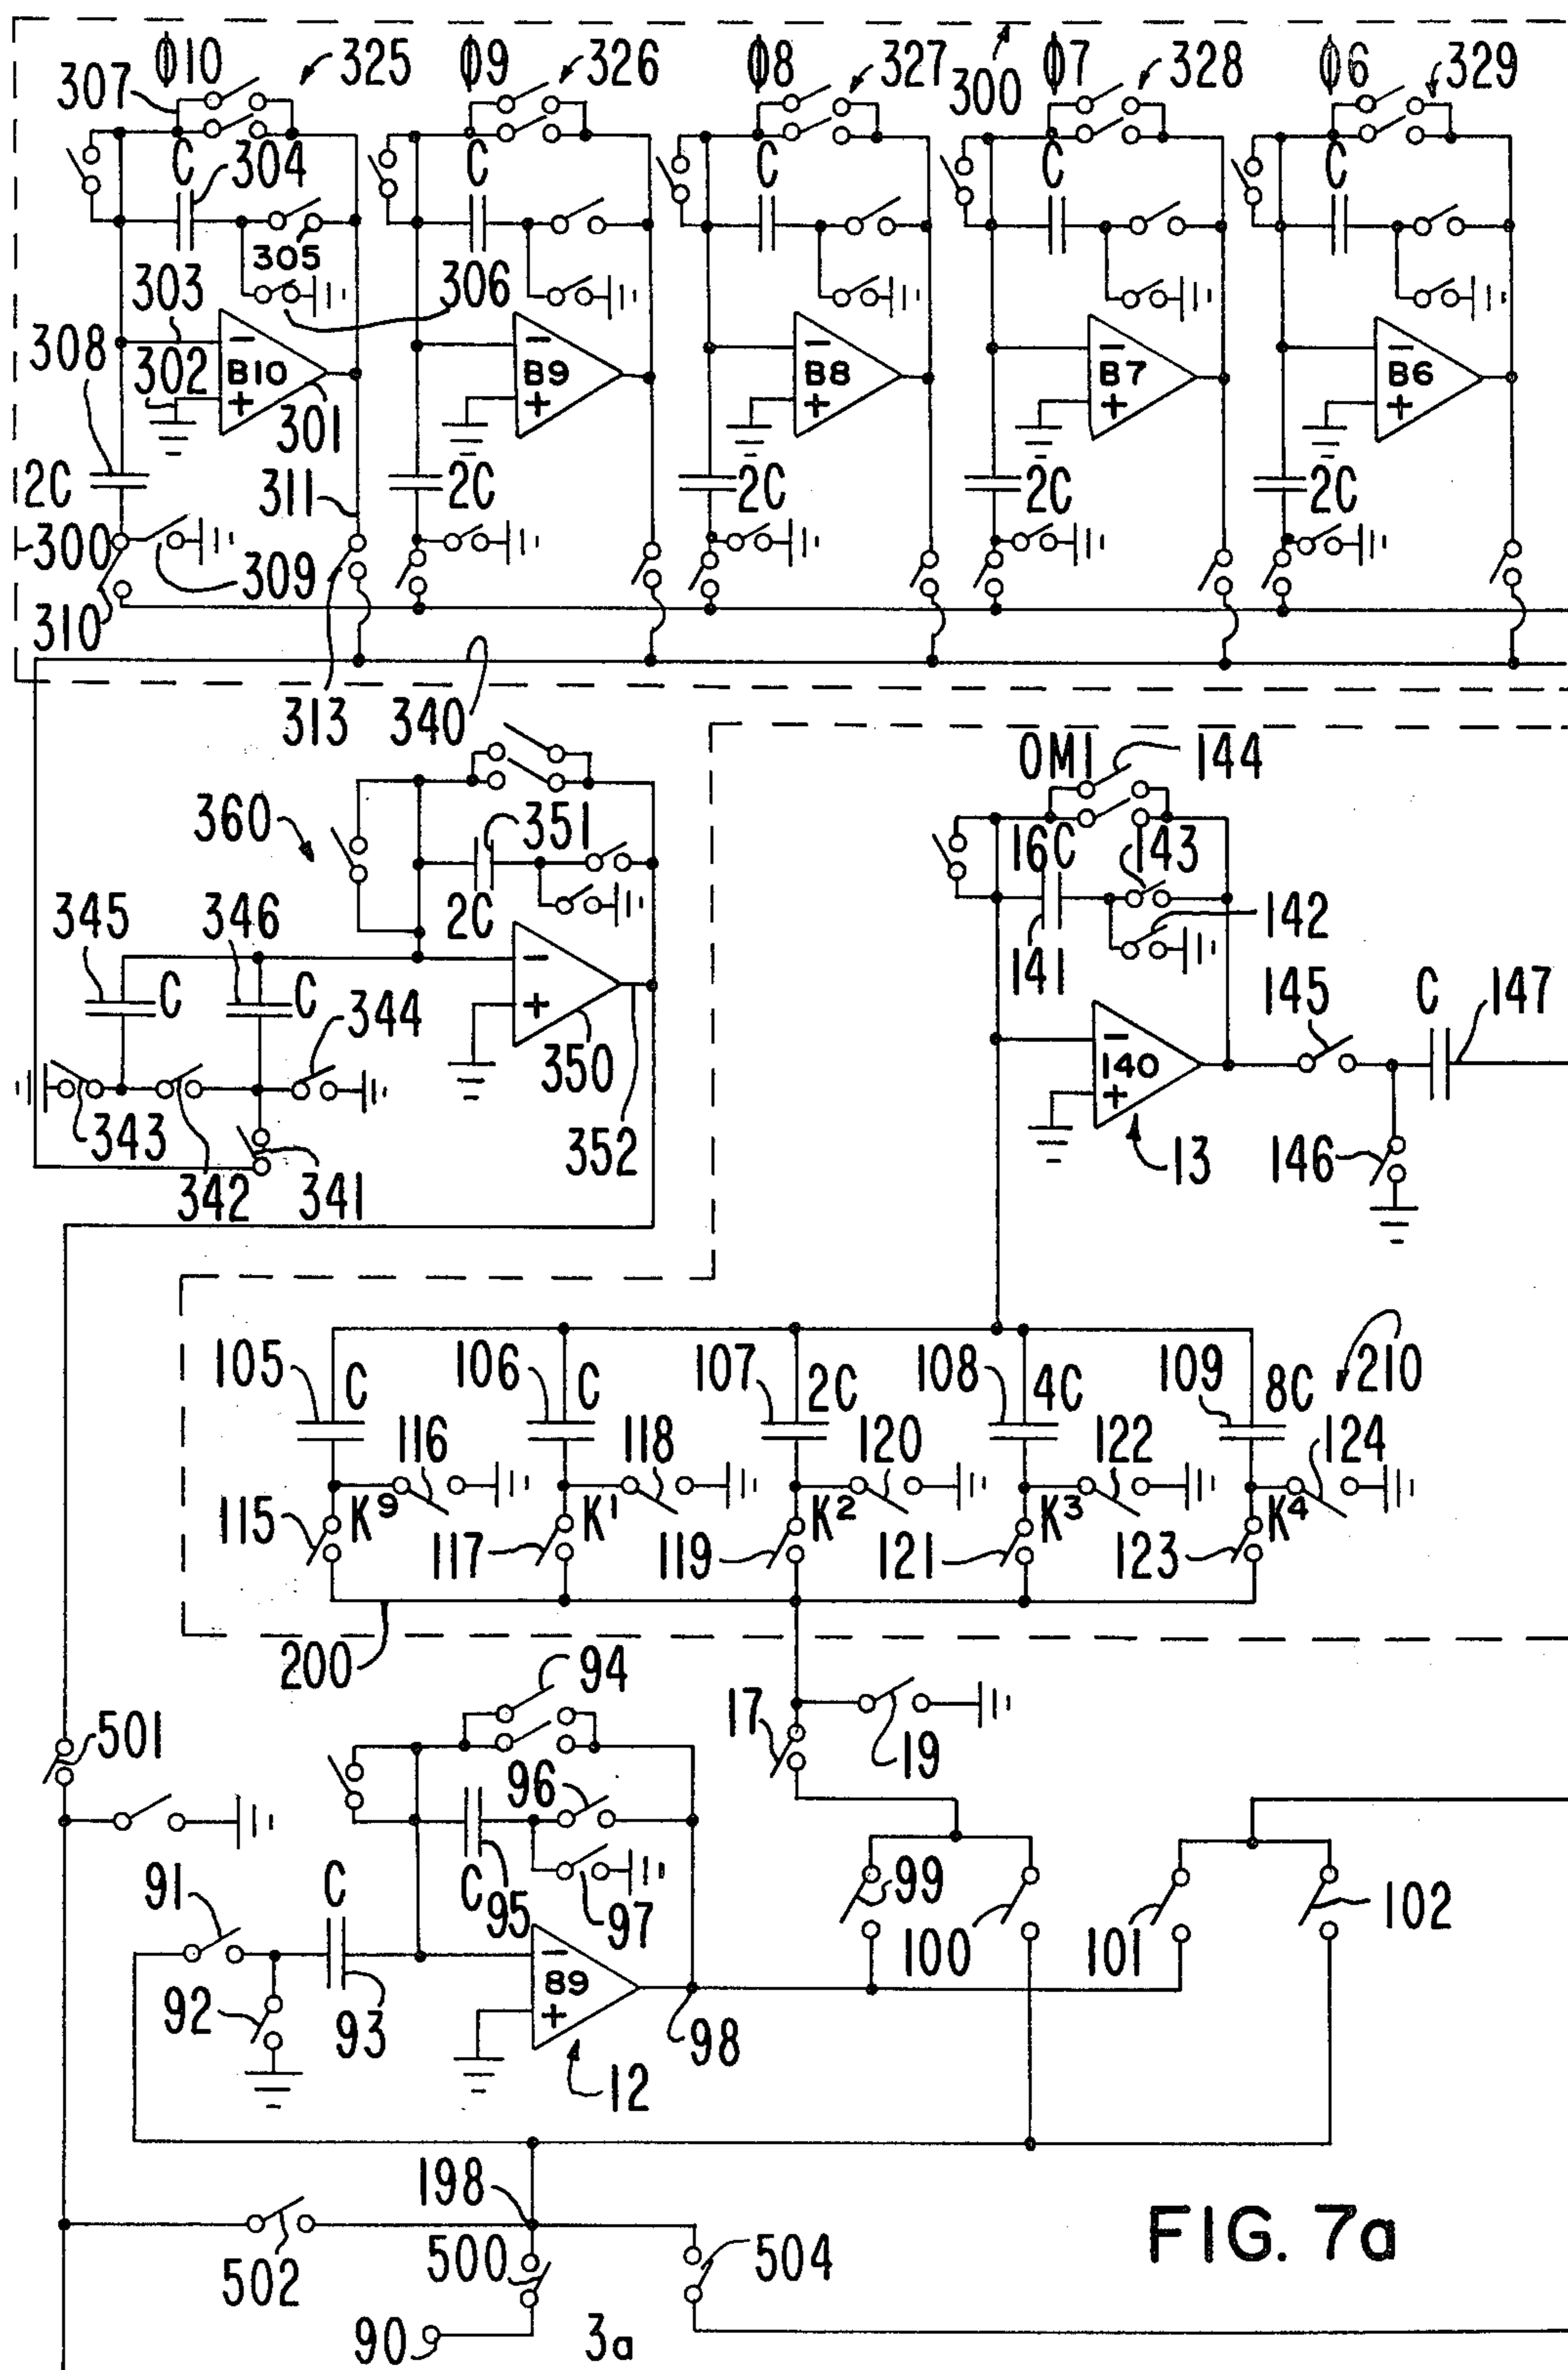 ϕ10 325 ϕ9 326 ϕ8 327 300 ϕ7 328 ϕ6 329
307
C 304 C C C C
305
303 306
308
302
− − − − −
B10 B9 B8 B7 B6
+ + + + +
301
2C 311 2C 2C 2C 2C
300
309
310
313 340
0M1 144
360 351 16C 143
2C 142
345 346 141
C C 344 − 145 C 147
+ 350 − 140 +
343 352 13 146
342 341
105 C 106 C 107 2C 108 4C 109 8C 210
116 118 120 122 124
115 K9 117 K1 119 K2 121 K3 123 K4
200 94
501 17 19
96
91 C C 95 97 99 100 101 102
− 89 +
92 93 98
12
198
502 500 504
90 3a
FIG. 7a